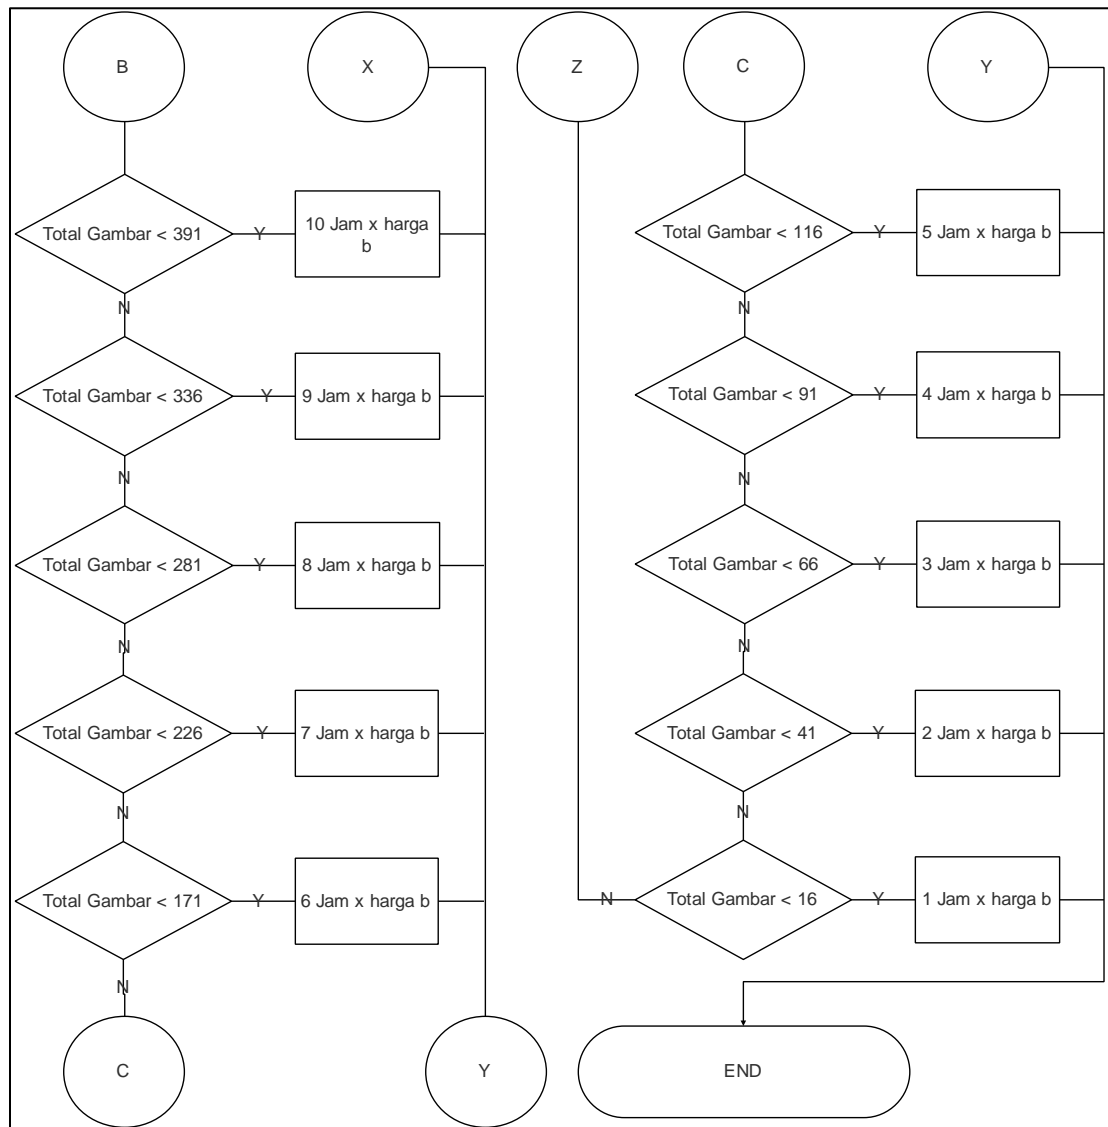 B
X
Z
C
Y
Total Gambar < 391
Y
10 Jam x harga
b
N
Total Gambar < 336
Y
9 Jam x harga b
N
Total Gambar < 281
Y
8 Jam x harga b
N
Total Gambar < 226
Y
7 Jam x harga b
N
Total Gambar < 171
Y
6 Jam x harga b
N
C
Y
Total Gambar < 116
Y
5 Jam x harga b
N
Total Gambar < 91
Y
4 Jam x harga b
N
Total Gambar < 66
Y
3 Jam x harga b
N
Total Gambar < 41
Y
2 Jam x harga b
N
N
Total Gambar < 16
Y
1 Jam x harga b
END